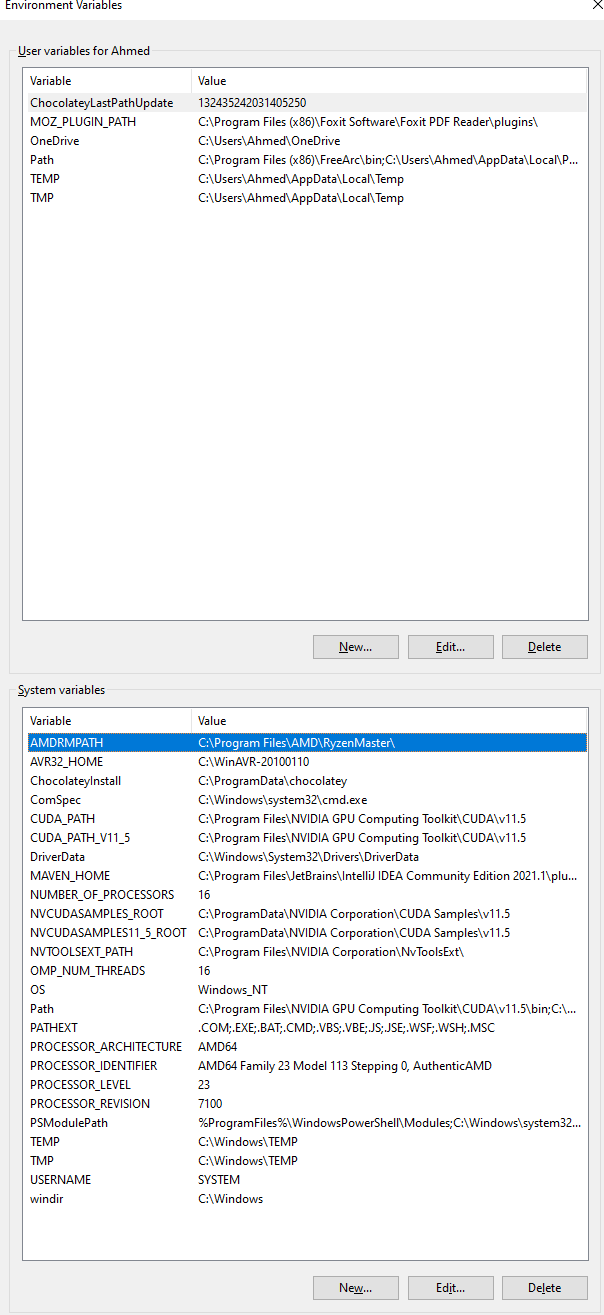 Environment Variables
User variables for Ahmed
Variable Value
ChocolateyLastPathUpdate 132435242031405250
MOZ_PLUGIN_PATH C:\Program Files (x86)\Foxit Software\Foxit PDF Reader\plugins\
OneDrive C:\Users\Ahmed\OneDrive
Path C:\Program Files (x86)\FreeArc\bin;C:\Users\Ahmed\AppData\Local\P...
TEMP C:\Users\Ahmed\AppData\Local\Temp
TMP C:\Users\Ahmed\AppData\Local\Temp
New... Edit... Delete
System variables
Variable Value
AMDRMPATH C:\Program Files\AMD\RyzenMaster\
AVR32_HOME C:\WinAVR-20100110
ChocolateyInstall C:\ProgramData\chocolatey
ComSpec C:\Windows\system32\cmd.exe
CUDA_PATH C:\Program Files\NVIDIA GPU Computing Toolkit\CUDA\v11.5
CUDA_PATH_V11_5 C:\Program Files\NVIDIA GPU Computing Toolkit\CUDA\v11.5
DriverData C:\Windows\System32\Drivers\DriverData
MAVEN_HOME C:\Program Files\JetBrains\IntelliJ IDEA Community Edition 2021.1\plu...
NUMBER_OF_PROCESSORS 16
NVCUDASAMPLES_ROOT C:\ProgramData\NVIDIA Corporation\CUDA Samples\v11.5
NVCUDASAMPLES11_5_ROOT C:\ProgramData\NVIDIA Corporation\CUDA Samples\v11.5
NVTOOLSEXT_PATH C:\Program Files\NVIDIA Corporation\NvToolsExt\
OMP_NUM_THREADS 16
OS Windows_NT
Path C:\Program Files\NVIDIA GPU Computing Toolkit\CUDA\v11.5\bin;C:\...
PATHEXT .COM;.EXE;.BAT;.CMD;.VBS;.VBE;.JS;.JSE;.WSF;.WSH;.MSC
PROCESSOR_ARCHITECTURE AMD64
PROCESSOR_IDENTIFIER AMD64 Family 23 Model 113 Stepping 0, AuthenticAMD
PROCESSOR_LEVEL 23
PROCESSOR_REVISION 7100
PSModulePath %ProgramFiles%\WindowsPowerShell\Modules;C:\Windows\system32...
TEMP C:\Windows\TEMP
TMP C:\Windows\TEMP
USERNAME SYSTEM
windir C:\Windows
New... Edit... Delete